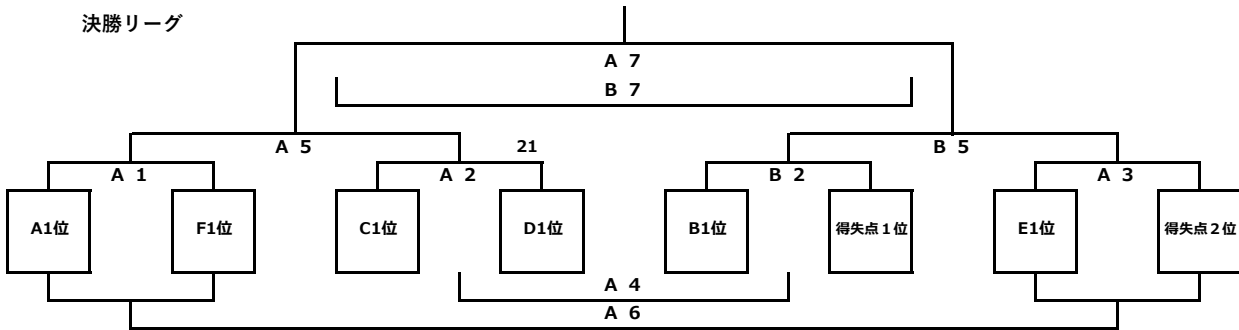 決勝リーグ
A 7
B 7
A 5 21 B 5
A 1 A 2 B 2 A 3
A1位 F1位 C1位 D1位 B1位 得失点１位 E1位 得失点２位
A 4
A 6